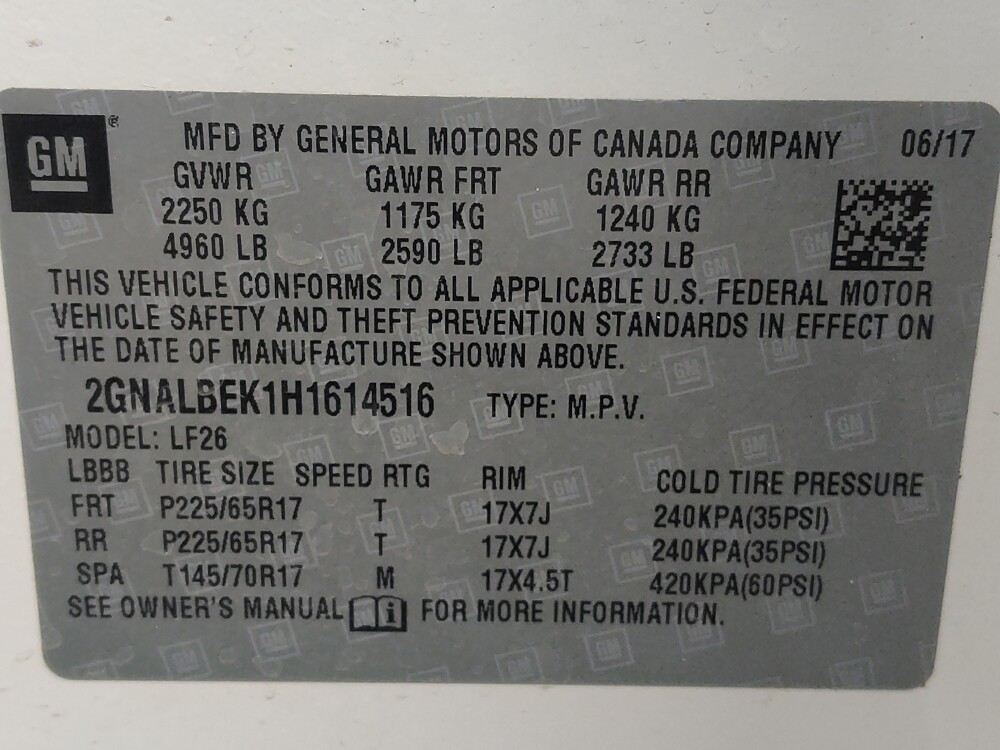 GM® MFD BY GENERAL MOTORS OF CANADA COMPANY 06/17
GVWR GAWR FRT GAWR RR
2250 KG 1175 KG 1240 KG
4960 LB 2590 LB 2733 LB
THIS VEHICLE CONFORMS TO ALL APPLICABLE U.S. FEDERAL MOTOR
VEHICLE SAFETY AND THEFT PREVENTION STANDARDS IN EFFECT ON
THE DATE OF MANUFACTURE SHOWN ABOVE.
2GNALBEK1H1614516 TYPE: M.P.V.
MODEL: LF26
LBBB TIRE SIZE SPEED RTG RIM COLD TIRE PRESSURE
FRT P225/65R17 T 17X7J 240KPA(35PSI)
RR P225/65R17 T 17X7J 240KPA(35PSI)
SPA T145/70R17 M 17X4.5T 420KPA(60PSI)
SEE OWNER'S MANUAL i FOR MORE INFORMATION.